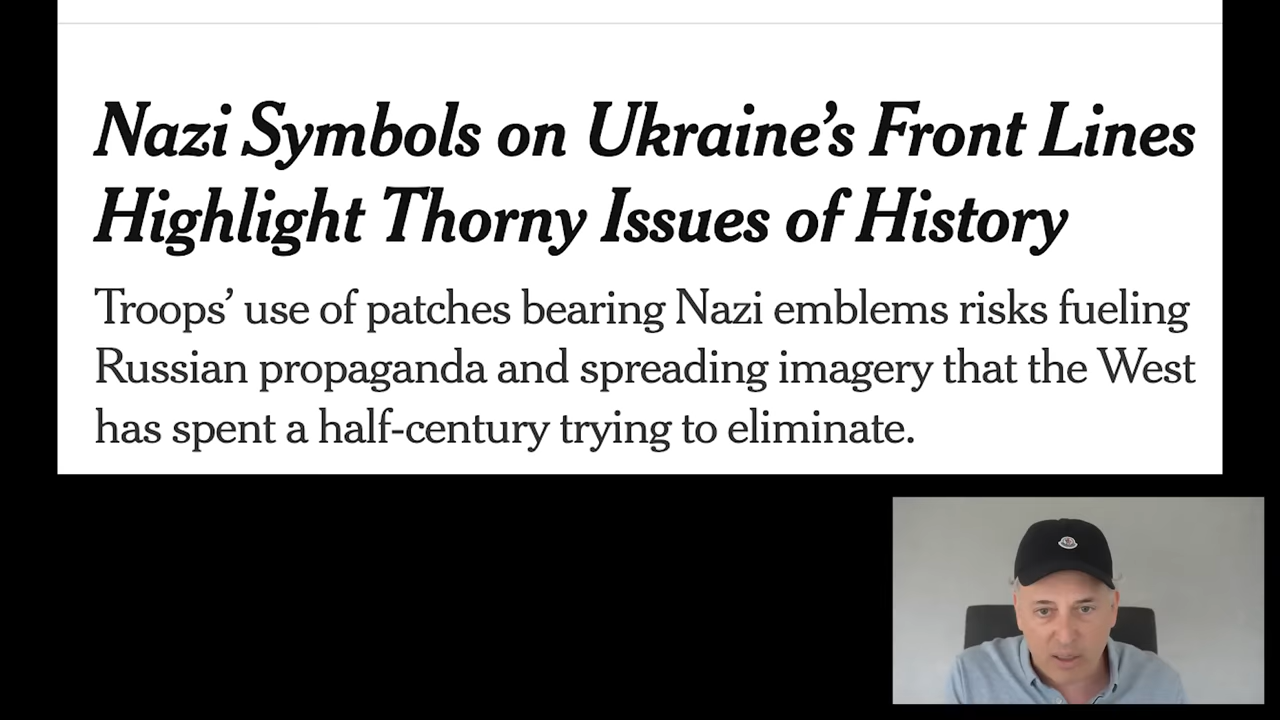 Nazi Symbols on Ukraine’s Front Lines
Highlight Thorny Issues of History
Troops’ use of patches bearing Nazi emblems risks fueling
Russian propaganda and spreading imagery that the West
has spent a half-century trying to eliminate.